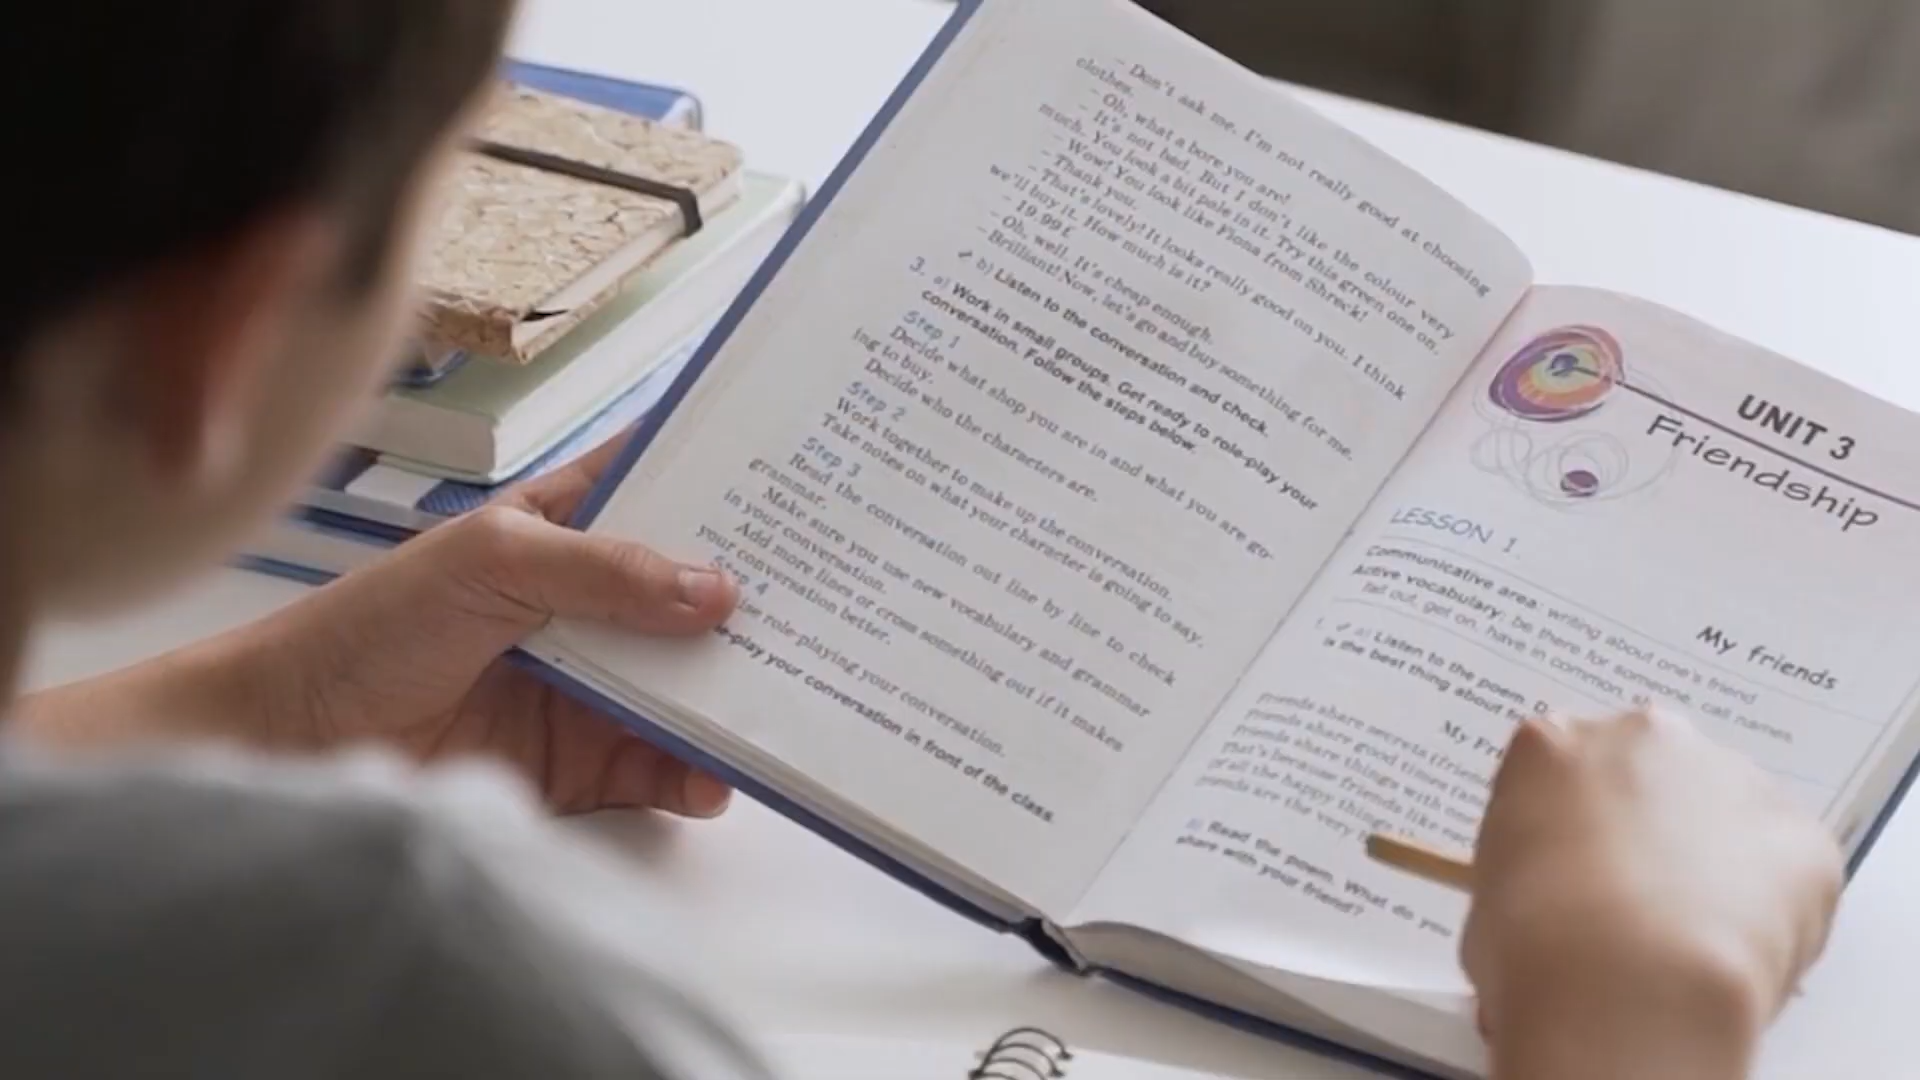 – Don't ask me. I'm not really good at choosing
clothes.
– Oh, what a bore you are!
– It's not bad. But I don't like the colour very
much. You look a bit pale in it. Try this green one on.
– Wow! You look like Fiona from Shreck!
– Thank you.
– That's lovely! It looks really good on you. I think
we'll buy it. How much is it?
– 19.99£
– Oh, well. It's cheap enough.
– Brilliant! Now, let's go and buy something for me.
b) Listen to the conversation and check.
3. a) Work in small groups. Get ready to role-play your
conversation. Follow the steps below.
Step 1
Decide what shop you are in and what you are go-
ing to buy.
Decide who the characters are.
Step 2
Work together to make up the conversation.
Take notes on what your character is going to say.
Step 3
Read the conversation out line by line to check
grammar.
Make sure you use new vocabulary and grammar
in your conversation.
Add more lines or cross something out if it makes
your conversation better.
Step 4
role-playing your conversation.
play your conversation in front of the class.
UNIT 3
Friendship
LESSON 1.
My friends
Communicative area: writing about one's friend
Active vocabulary: be there for someone, call names,
fall out, get on, have in common,
1. a) Listen to the poem.
is the best thing about
My
friends share secrets
friends share good times
friends share things with
that's because friends like
of all the happy things
friends are the very
b) Read the poem. What do you
share with your friend?